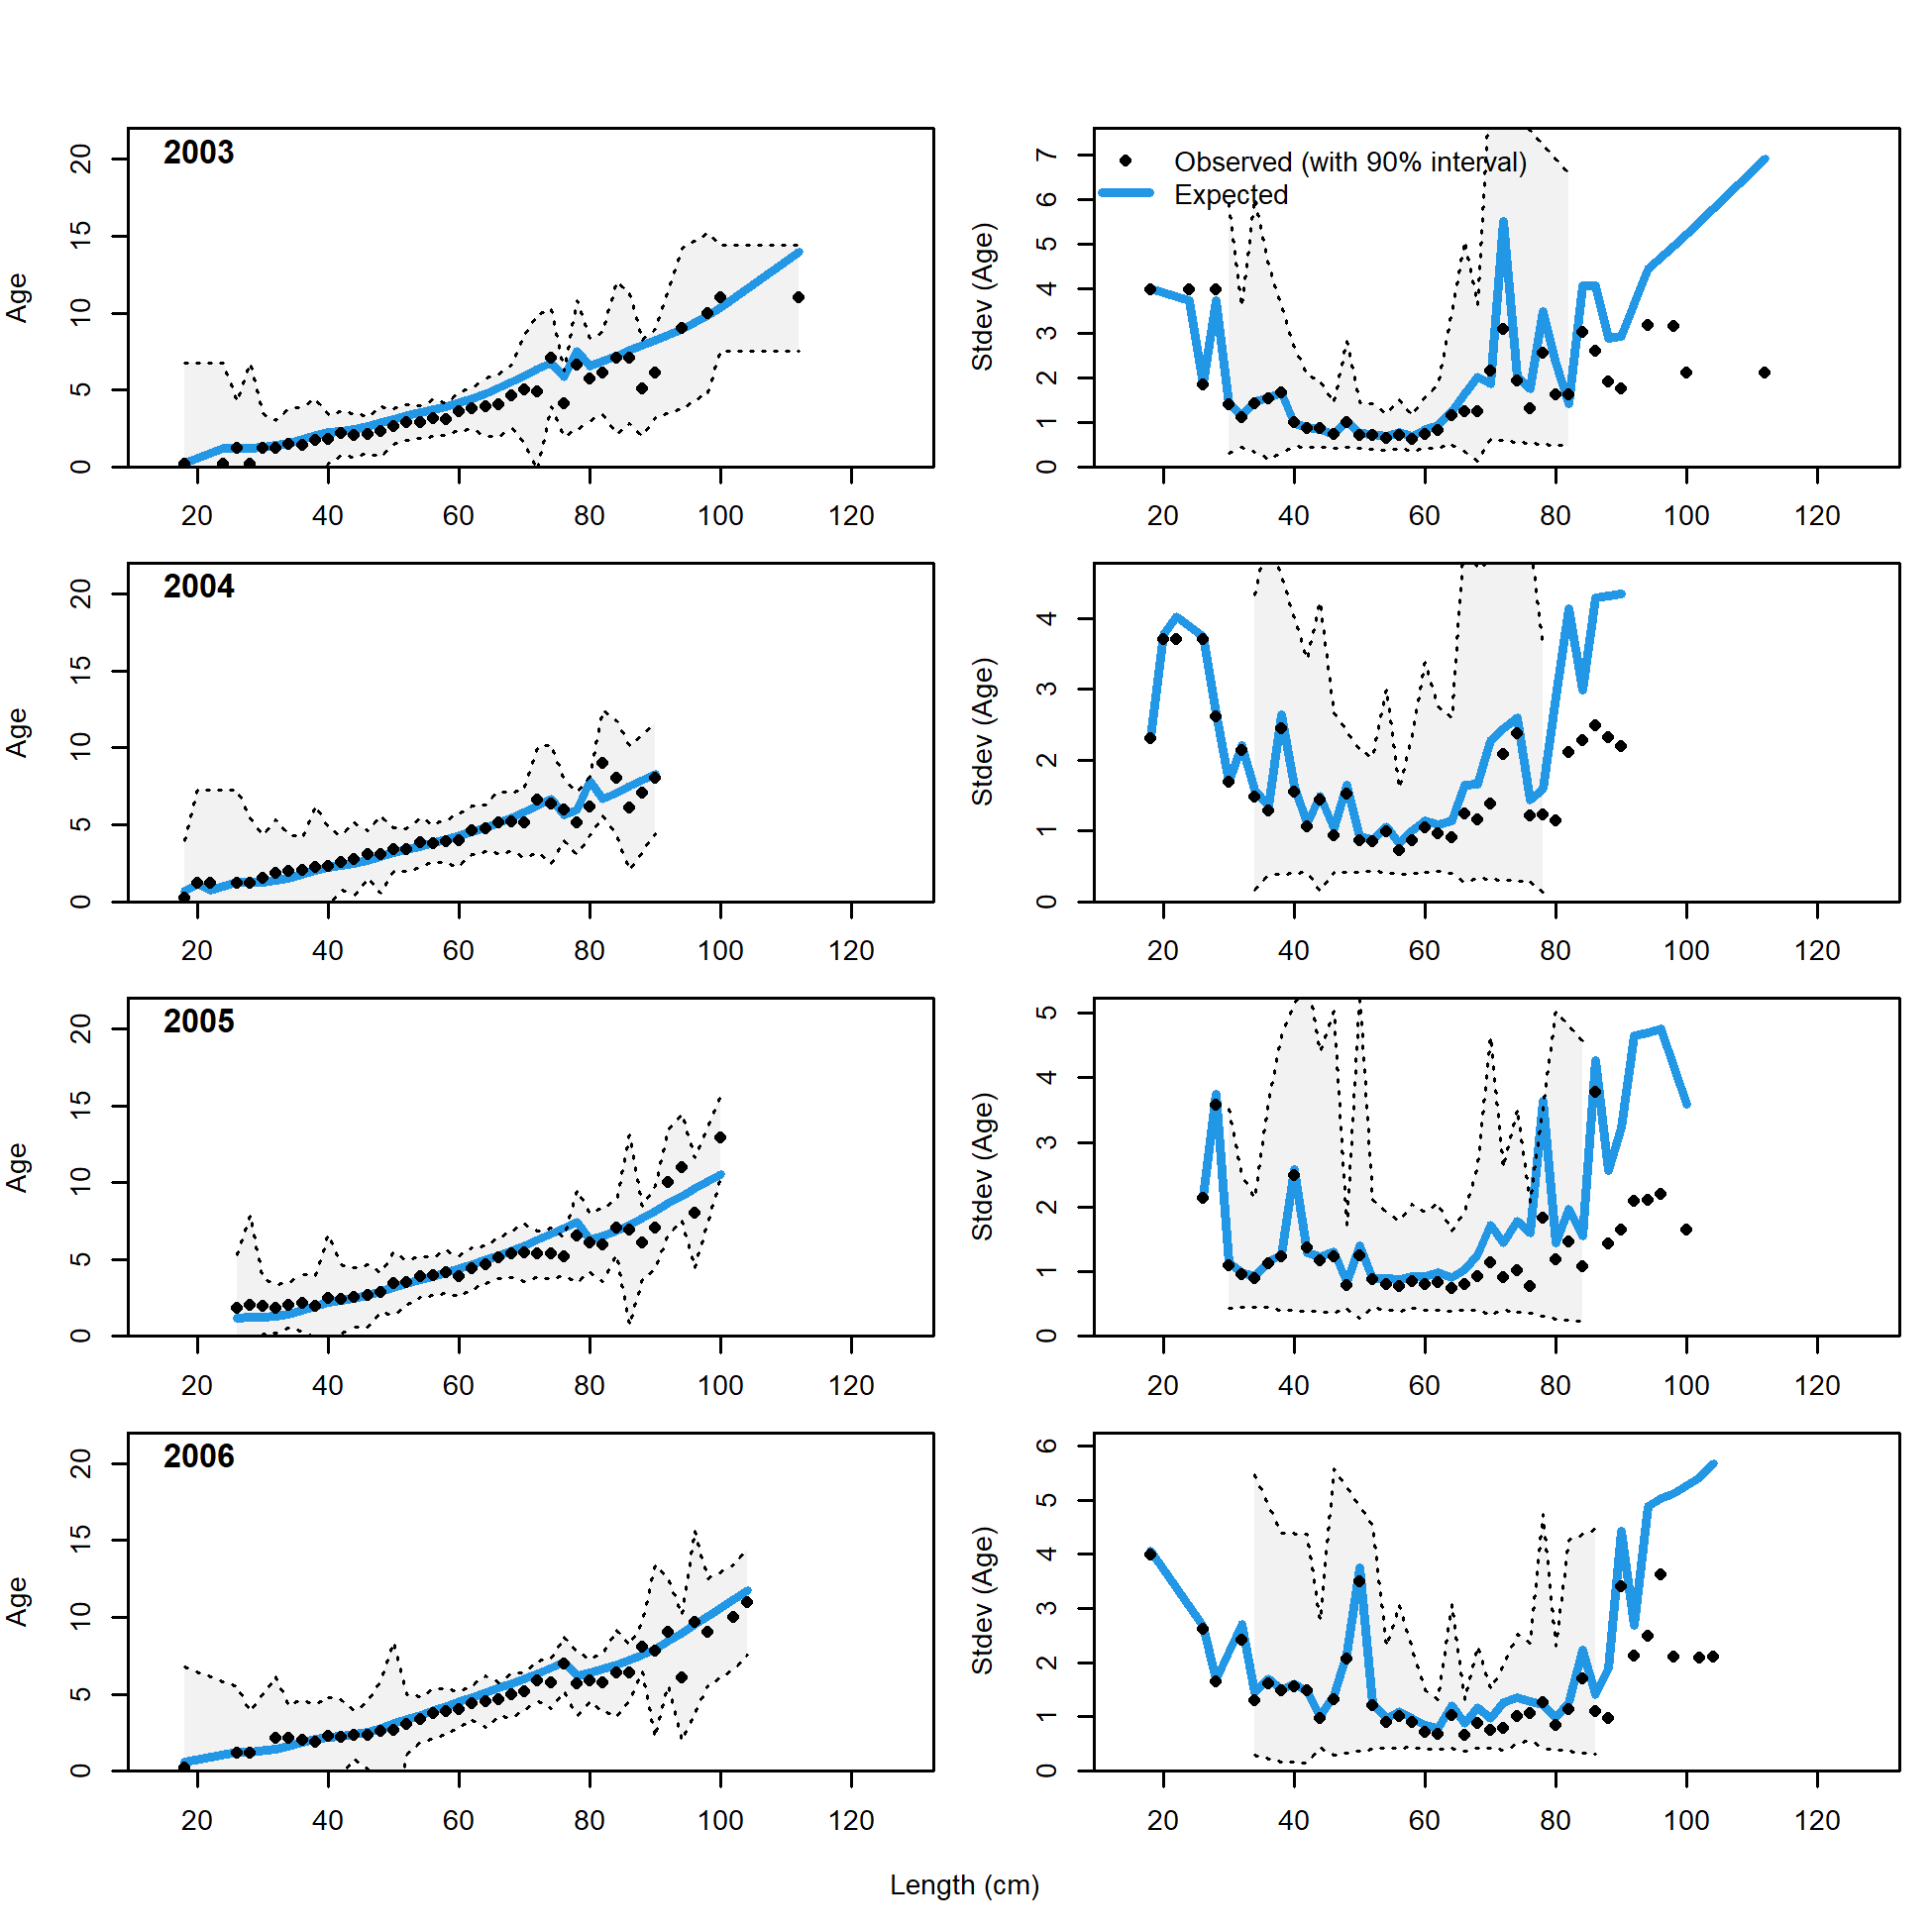 2003
Age
0 5 10 15 20
20 40 60 80 100 120
Observed (with 90% interval)
Expected
Stdev (Age)
0 1 2 3 4 5 6 7
20 40 60 80 100 120
2004
Age
0 5 10 15 20
20 40 60 80 100 120
Stdev (Age)
0 1 2 3 4
20 40 60 80 100 120
2005
Age
0 5 10 15 20
20 40 60 80 100 120
Stdev (Age)
0 1 2 3 4 5
20 40 60 80 100 120
2006
Age
0 5 10 15 20
20 40 60 80 100 120
Stdev (Age)
0 1 2 3 4 5 6
20 40 60 80 100 120
Length (cm)